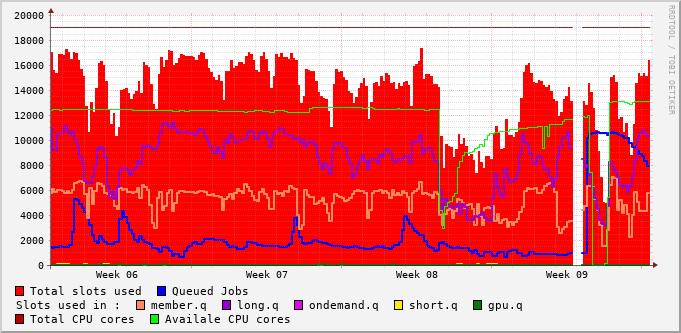 20000
18000
16000
14000
12000
10000
8000
6000
4000
2000
0
Week 06 Week 07 Week 08 Week 09
Total slots used Queued Jobs
Slots used in : member.q long.q ondemand.q short.q gpu.q
Total CPU cores Availale CPU cores
RRDTOOL / TOBI OETIKER